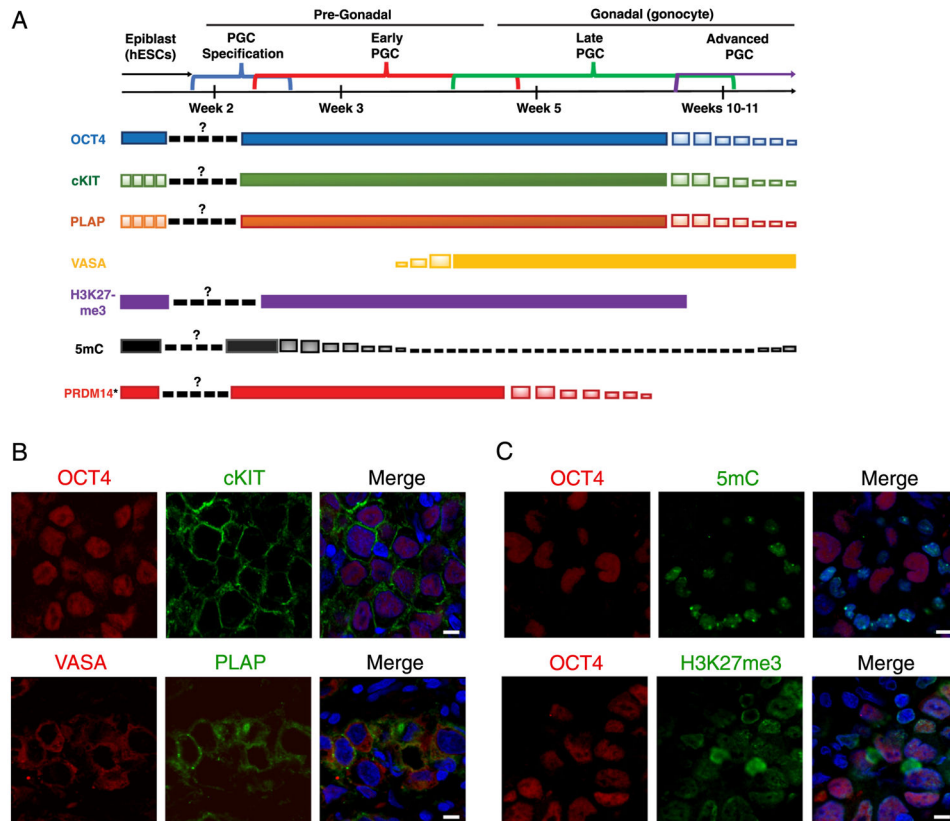 A
Pre-Gonadal
Gonadal (gonocyte)
Epiblast
(hESCs)
PGC
Specification
Early
PGC
Late
PGC
Advanced
PGC
Week 2
Week 3
Week 5
Weeks 10-11
?
OCT4
?
cKIT
?
PLAP
VASA
?
H3K27-
me3
?
5mC
?
PRDM14*
B
OCT4
cKIT
Merge
VASA
PLAP
Merge
C
OCT4
5mC
Merge
OCT4
H3K27me3
Merge